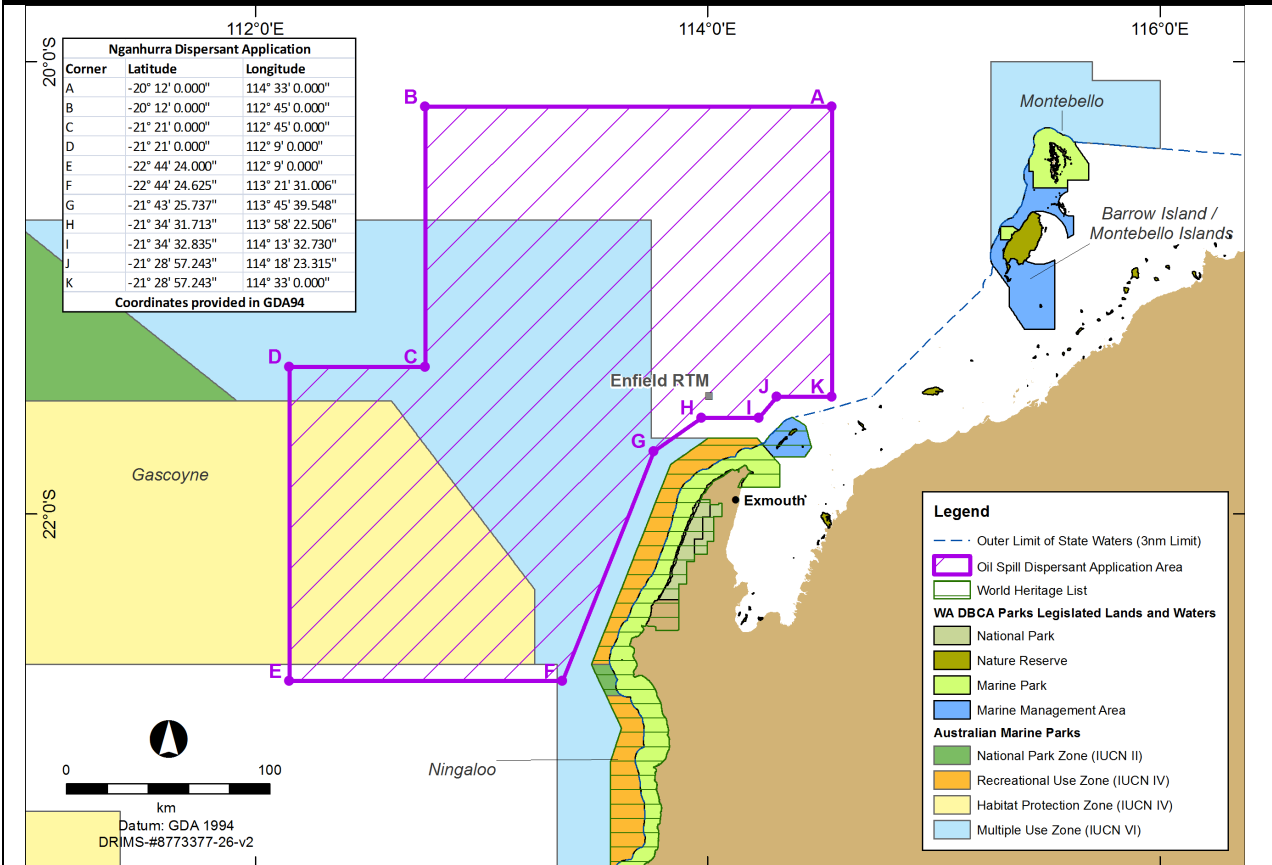 112°0'E
114°0'E
116°0'E
20°0'S
22°0'S
Nganhurra Dispersant Application
Corner Latitude Longitude
A -20° 12' 0.000" 114° 33' 0.000"
B -20° 12' 0.000" 112° 45' 0.000"
C -21° 21' 0.000" 112° 45' 0.000"
D -21° 21' 0.000" 112° 9' 0.000"
E -22° 44' 24.000" 112° 9' 0.000"
F -22° 44' 24.625" 113° 21' 31.006"
G -21° 43' 25.737" 113° 45' 39.548"
H -21° 34' 31.713" 113° 58' 22.506"
I -21° 34' 32.835" 114° 13' 32.730"
J -21° 28' 57.243" 114° 18' 23.315"
K -21° 28' 57.243" 114° 33' 0.000"
Coordinates provided in GDA94
B
A
Montebello
Barrow Island /
Montebello Islands
D
C
Enfield RTM
J
K
H
I
G
Gascoyne
Exmouth
E
F
Ningaloo
0 100
km
Datum: GDA 1994
DRIMS-#8773377-26-v2
Legend
Outer Limit of State Waters (3nm Limit)
Oil Spill Dispersant Application Area
World Heritage List
WA DBCA Parks Legislated Lands and Waters
National Park
Nature Reserve
Marine Park
Marine Management Area
Australian Marine Parks
National Park Zone (IUCN II)
Recreational Use Zone (IUCN IV)
Habitat Protection Zone (IUCN IV)
Multiple Use Zone (IUCN VI)